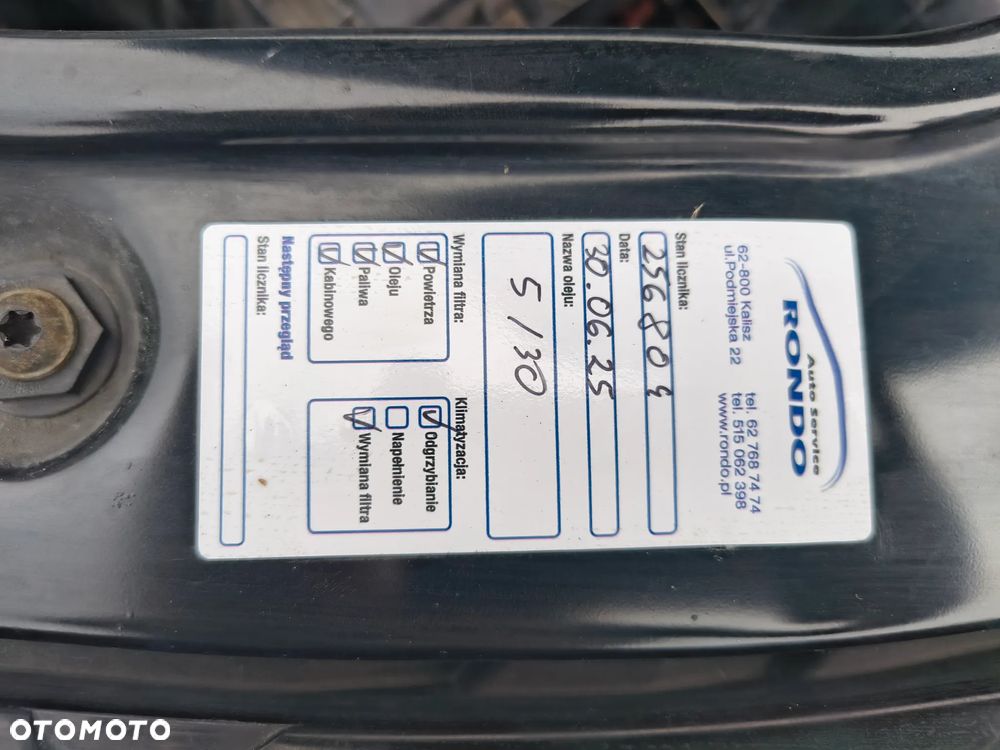 Auto Service
RONDO
62-800 Kalisz
ul.Podmiejska 22
tel. 62 768 74 74
tel. 515 062 398
www.rondo.pl
Stan licznika:
256 804
Data:
30.06.25
Nazwa oleju:
5/30
Wymiana filtra:
Powietrza
Oleju
Paliwa
Kabinowego
Klimatyzacja:
Odgrzybianie
Napełnienie
Wymiana filtra
Następny przegląd
Stan licznika:
OTOMOTO